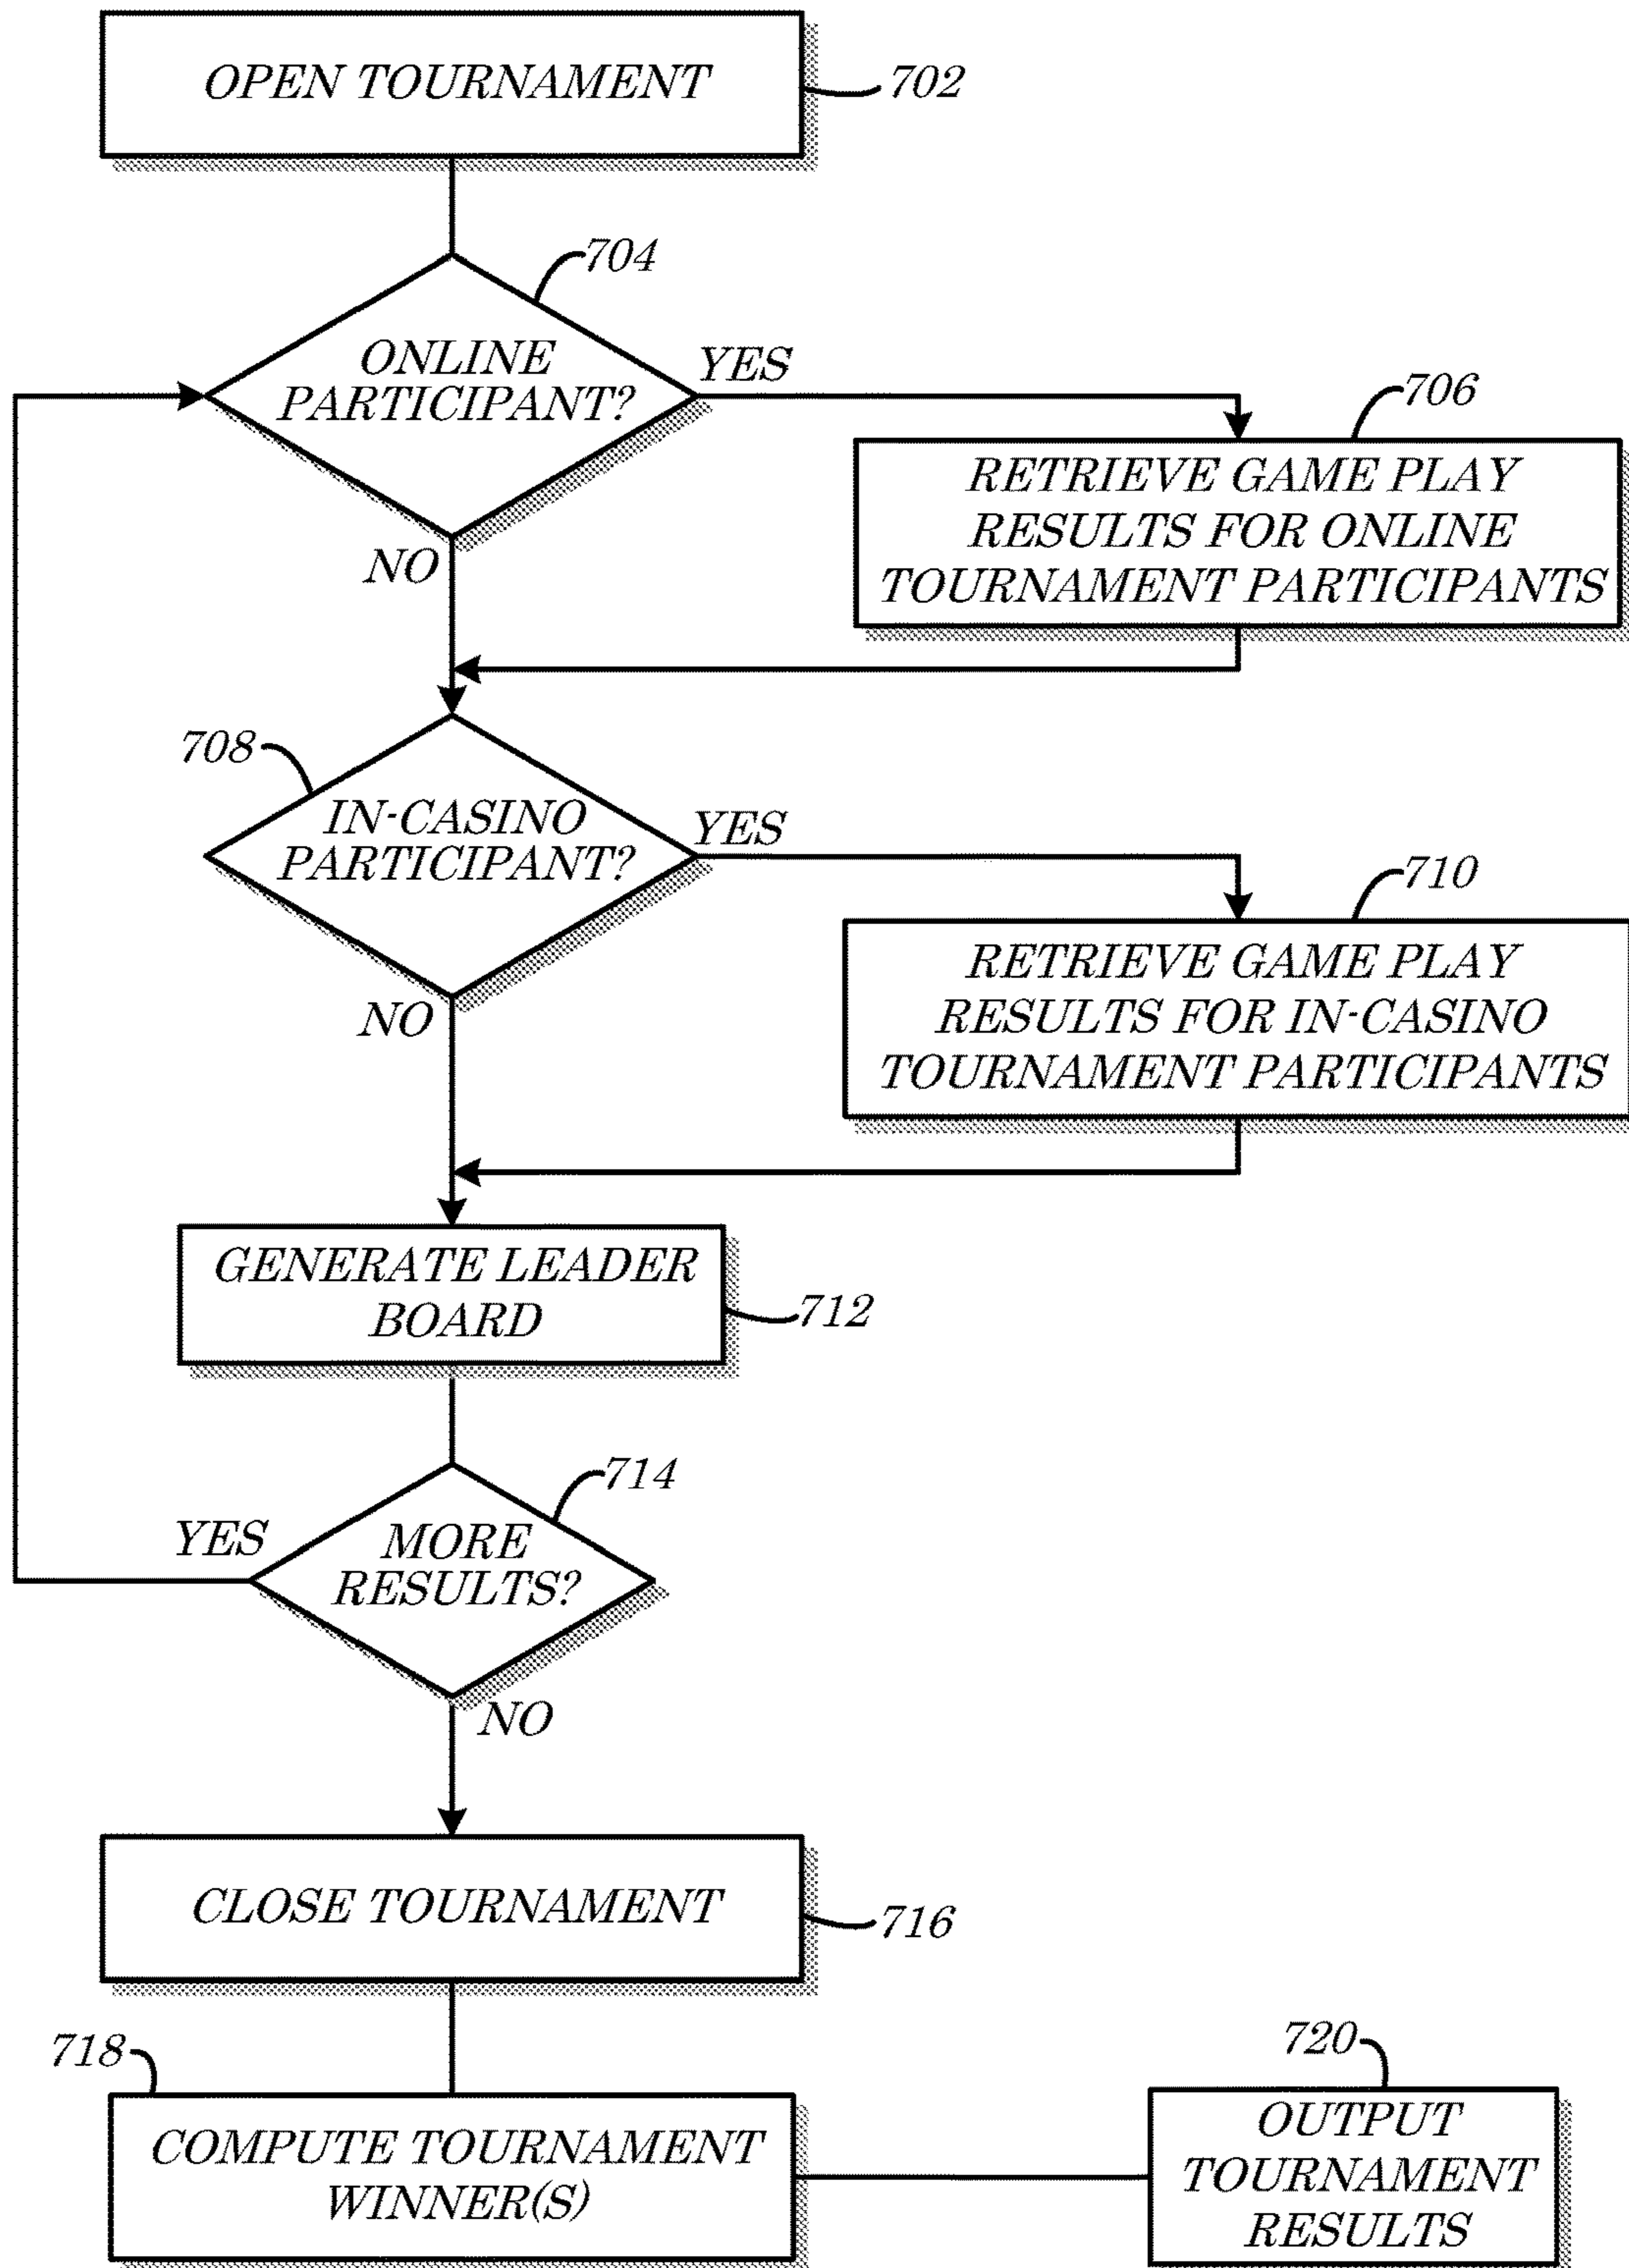 OPEN TOURNAMENT
702
704
ONLINE
PARTICIPANT?
YES
706
RETRIEVE GAME PLAY
RESULTS FOR ONLINE
TOURNAMENT PARTICIPANTS
NO
708
IN-CASINO
PARTICIPANT?
YES
710
RETRIEVE GAME PLAY
RESULTS FOR IN-CASINO
TOURNAMENT PARTICIPANTS
NO
GENERATE LEADER
BOARD
712
714
YES
MORE
RESULTS?
NO
CLOSE TOURNAMENT
716
718
COMPUTE TOURNAMENT
WINNER(S)
720
OUTPUT
TOURNAMENT
RESULTS